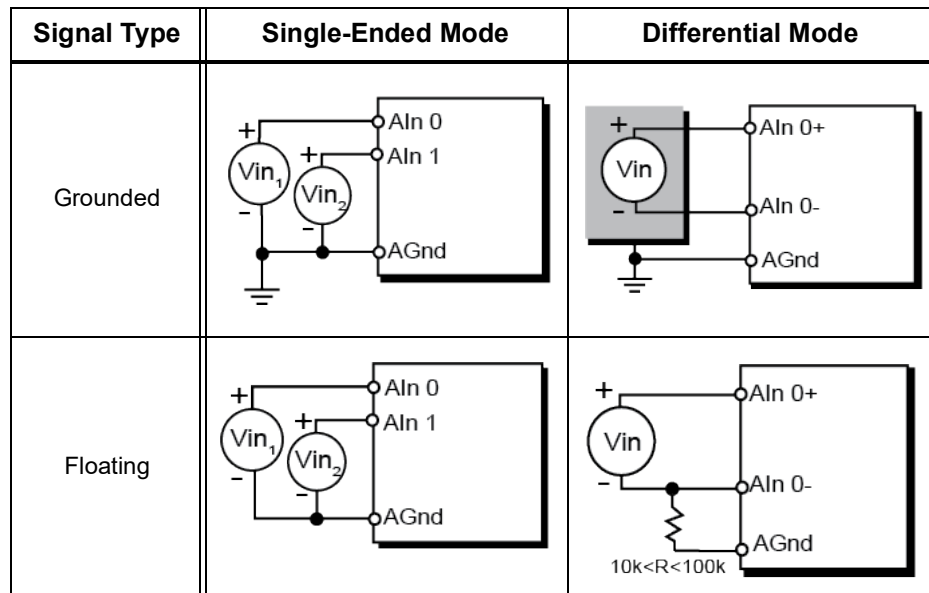 Signal Type Single-Ended Mode Differential Mode
Grounded
+ AIn 0
+ AIn 1
Vin1
Vin2
-
-
AGnd
+ AIn 0+
Vin
- AIn 0-
AGnd
Floating
+ AIn 0
+ AIn 1
Vin1
Vin2
-
-
AGnd
+ AIn 0+
Vin
- AIn 0-
AGnd
10k<R<100k